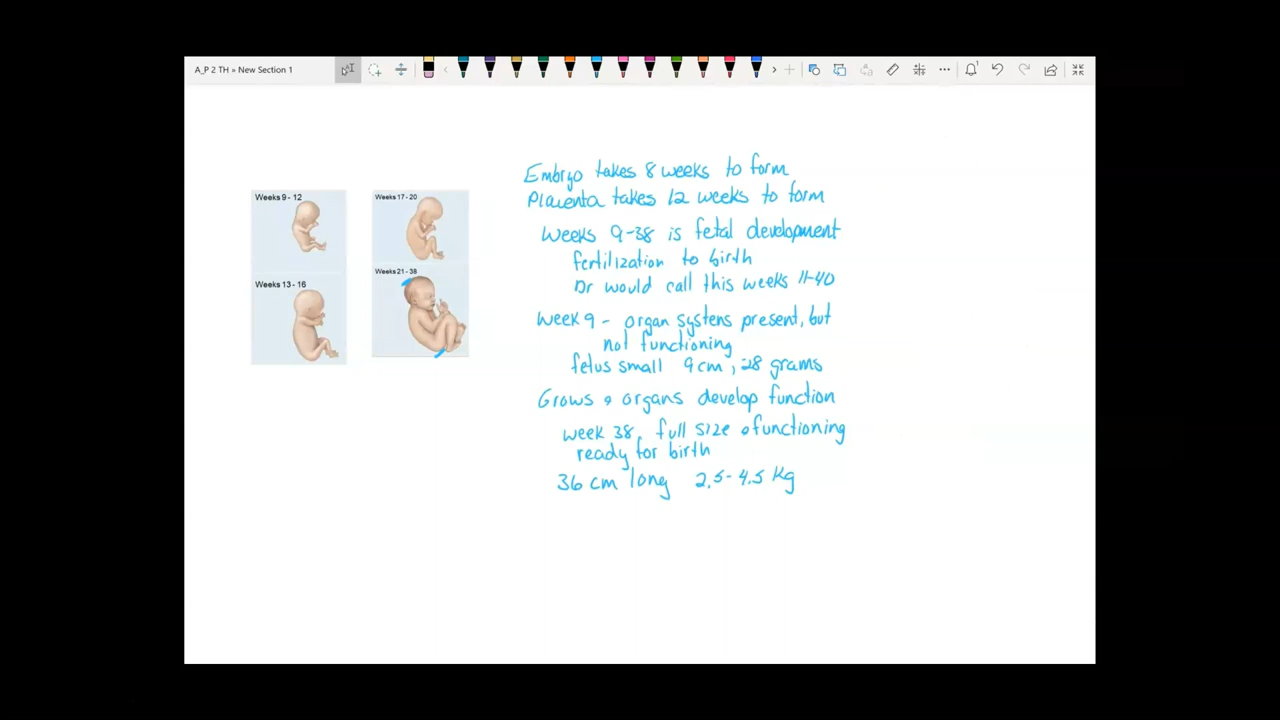 A_P 2 TH » New Section 1
Weeks 9 - 12
Weeks 17 - 20
Weeks 13 - 16
Weeks 21 - 38
Embryo takes 8 weeks to form
Placenta takes 12 weeks to form
Weeks 9-38 is fetal development
fertilization to birth
Dr would call this weeks 11-40
Week 9 - organ systems present, but
not functioning
fetus small 9cm, 28 grams
Grows & organs develop function
week 38, full size & functioning
ready for birth
36 cm long 2.5-4.5 Kg